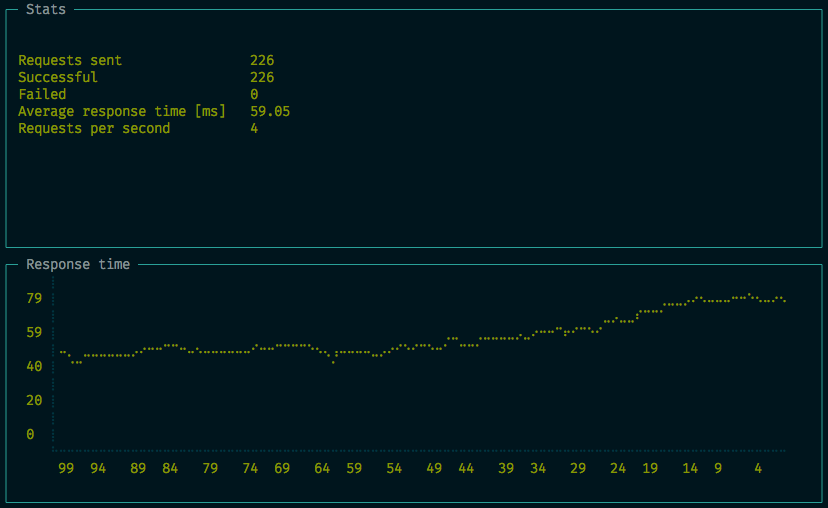 Stats
Requests sent 226
Successful 226
Failed 0
Average response time [ms] 59.05
Requests per second 4
Response time
79
59
40
20
0
99 94 89 84 79 74 69 64 59 54 49 44 39 34 29 24 19 14 9 4